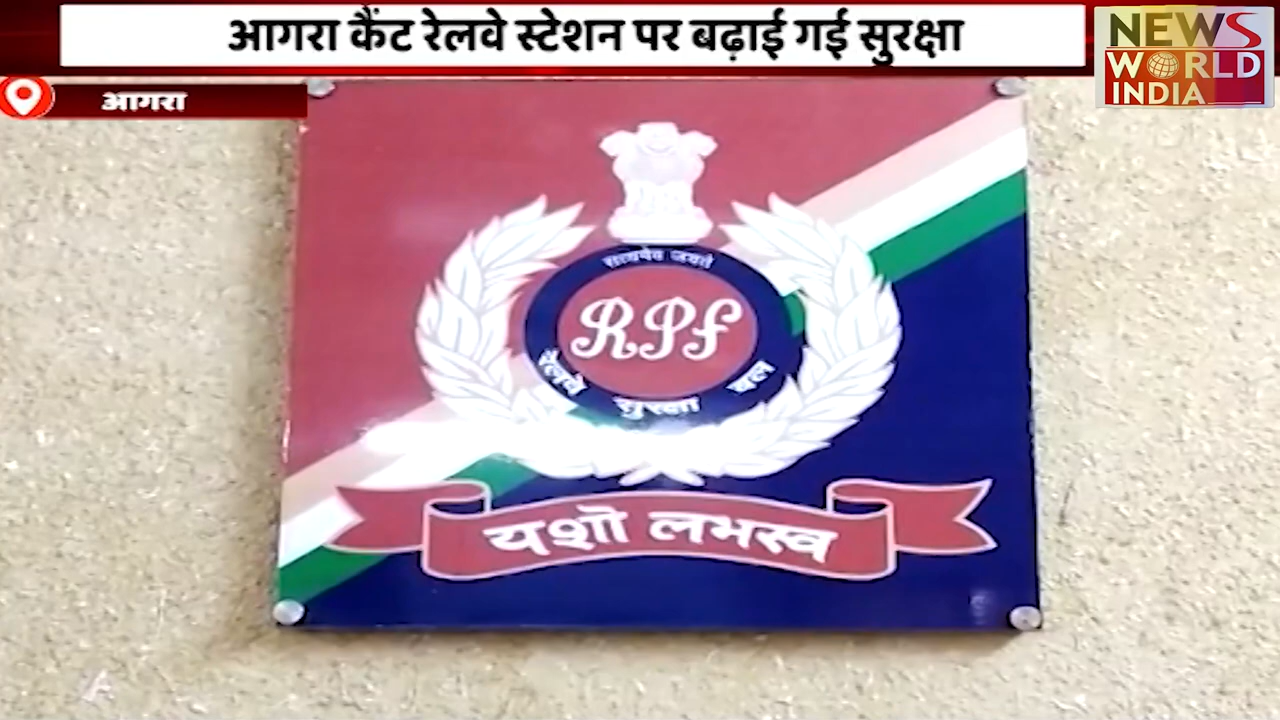 आगरा कैंट रेलवे स्टेशन पर बढ़ाई गई सुरक्षा
NEWS
WORLD
INDIA
आगरा
सत्यमेव जयते
RPF
रेलवे सुरक्षा बल
यशो लभस्व